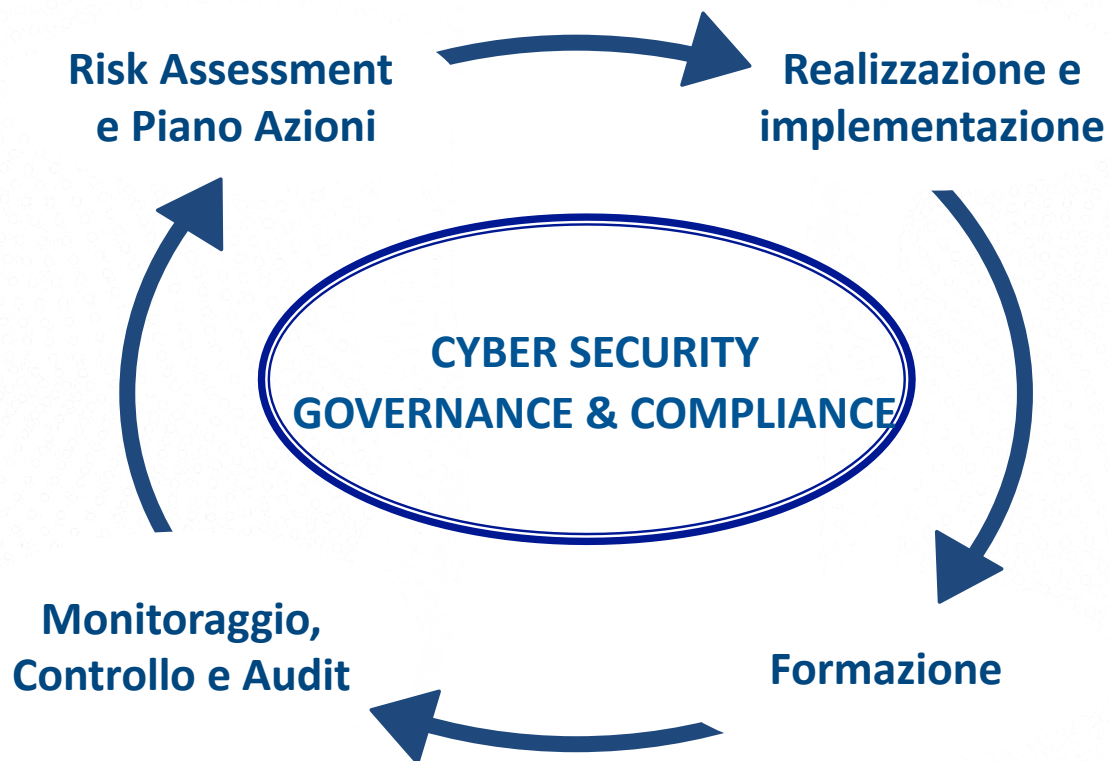 Risk Assessment
e Piano Azioni
Realizzazione e
implementazione
CYBER SECURITY
GOVERNANCE & COMPLIANCE
Monitoraggio,
Controllo e Audit
Formazione